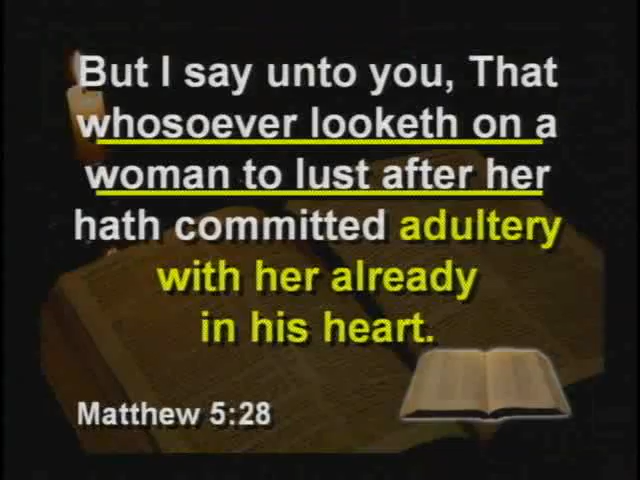 But I say unto you, That
whosoever looketh on a
woman to lust after her
hath committed adultery
with her already
in his heart.
Matthew 5:28